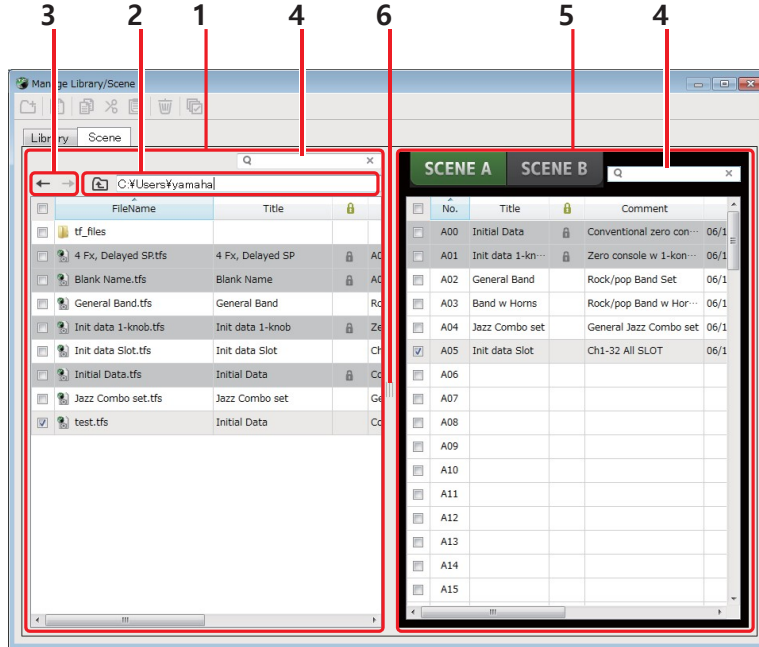 3 2 1 4 6 5 4
Manage Library/Scene
Library Scene
C:¥Users¥yamaha
SCENE A SCENE B
FileName Title
tf_files
4 Fx, Delayed SP.tfs 4 Fx, Delayed SP A0
Blank Name.tfs Blank Name A0
General Band.tfs General Band Ro
Init data 1-knob.tfs Init data 1-knob Ze
Init data Slot.tfs Init data Slot Ch
Initial Data.tfs Initial Data Co
Jazz Combo set.tfs Jazz Combo set Ge
test.tfs Initial Data Co
No. Title Comment
A00 Initial Data Conventional zero con··· 06/1
A01 Init data 1-kn··· Zero console w 1-kon··· 06/1
A02 General Band Rock/pop Band Set 06/1
A03 Band w Horns Rock/pop Band w Hor··· 06/1
A04 Jazz Combo set General Jazz Combo set 06/1
A05 Init data Slot Ch1-32 All SLOT 06/1
A06
A07
A08
A09
A10
A11
A12
A13
A14
A15